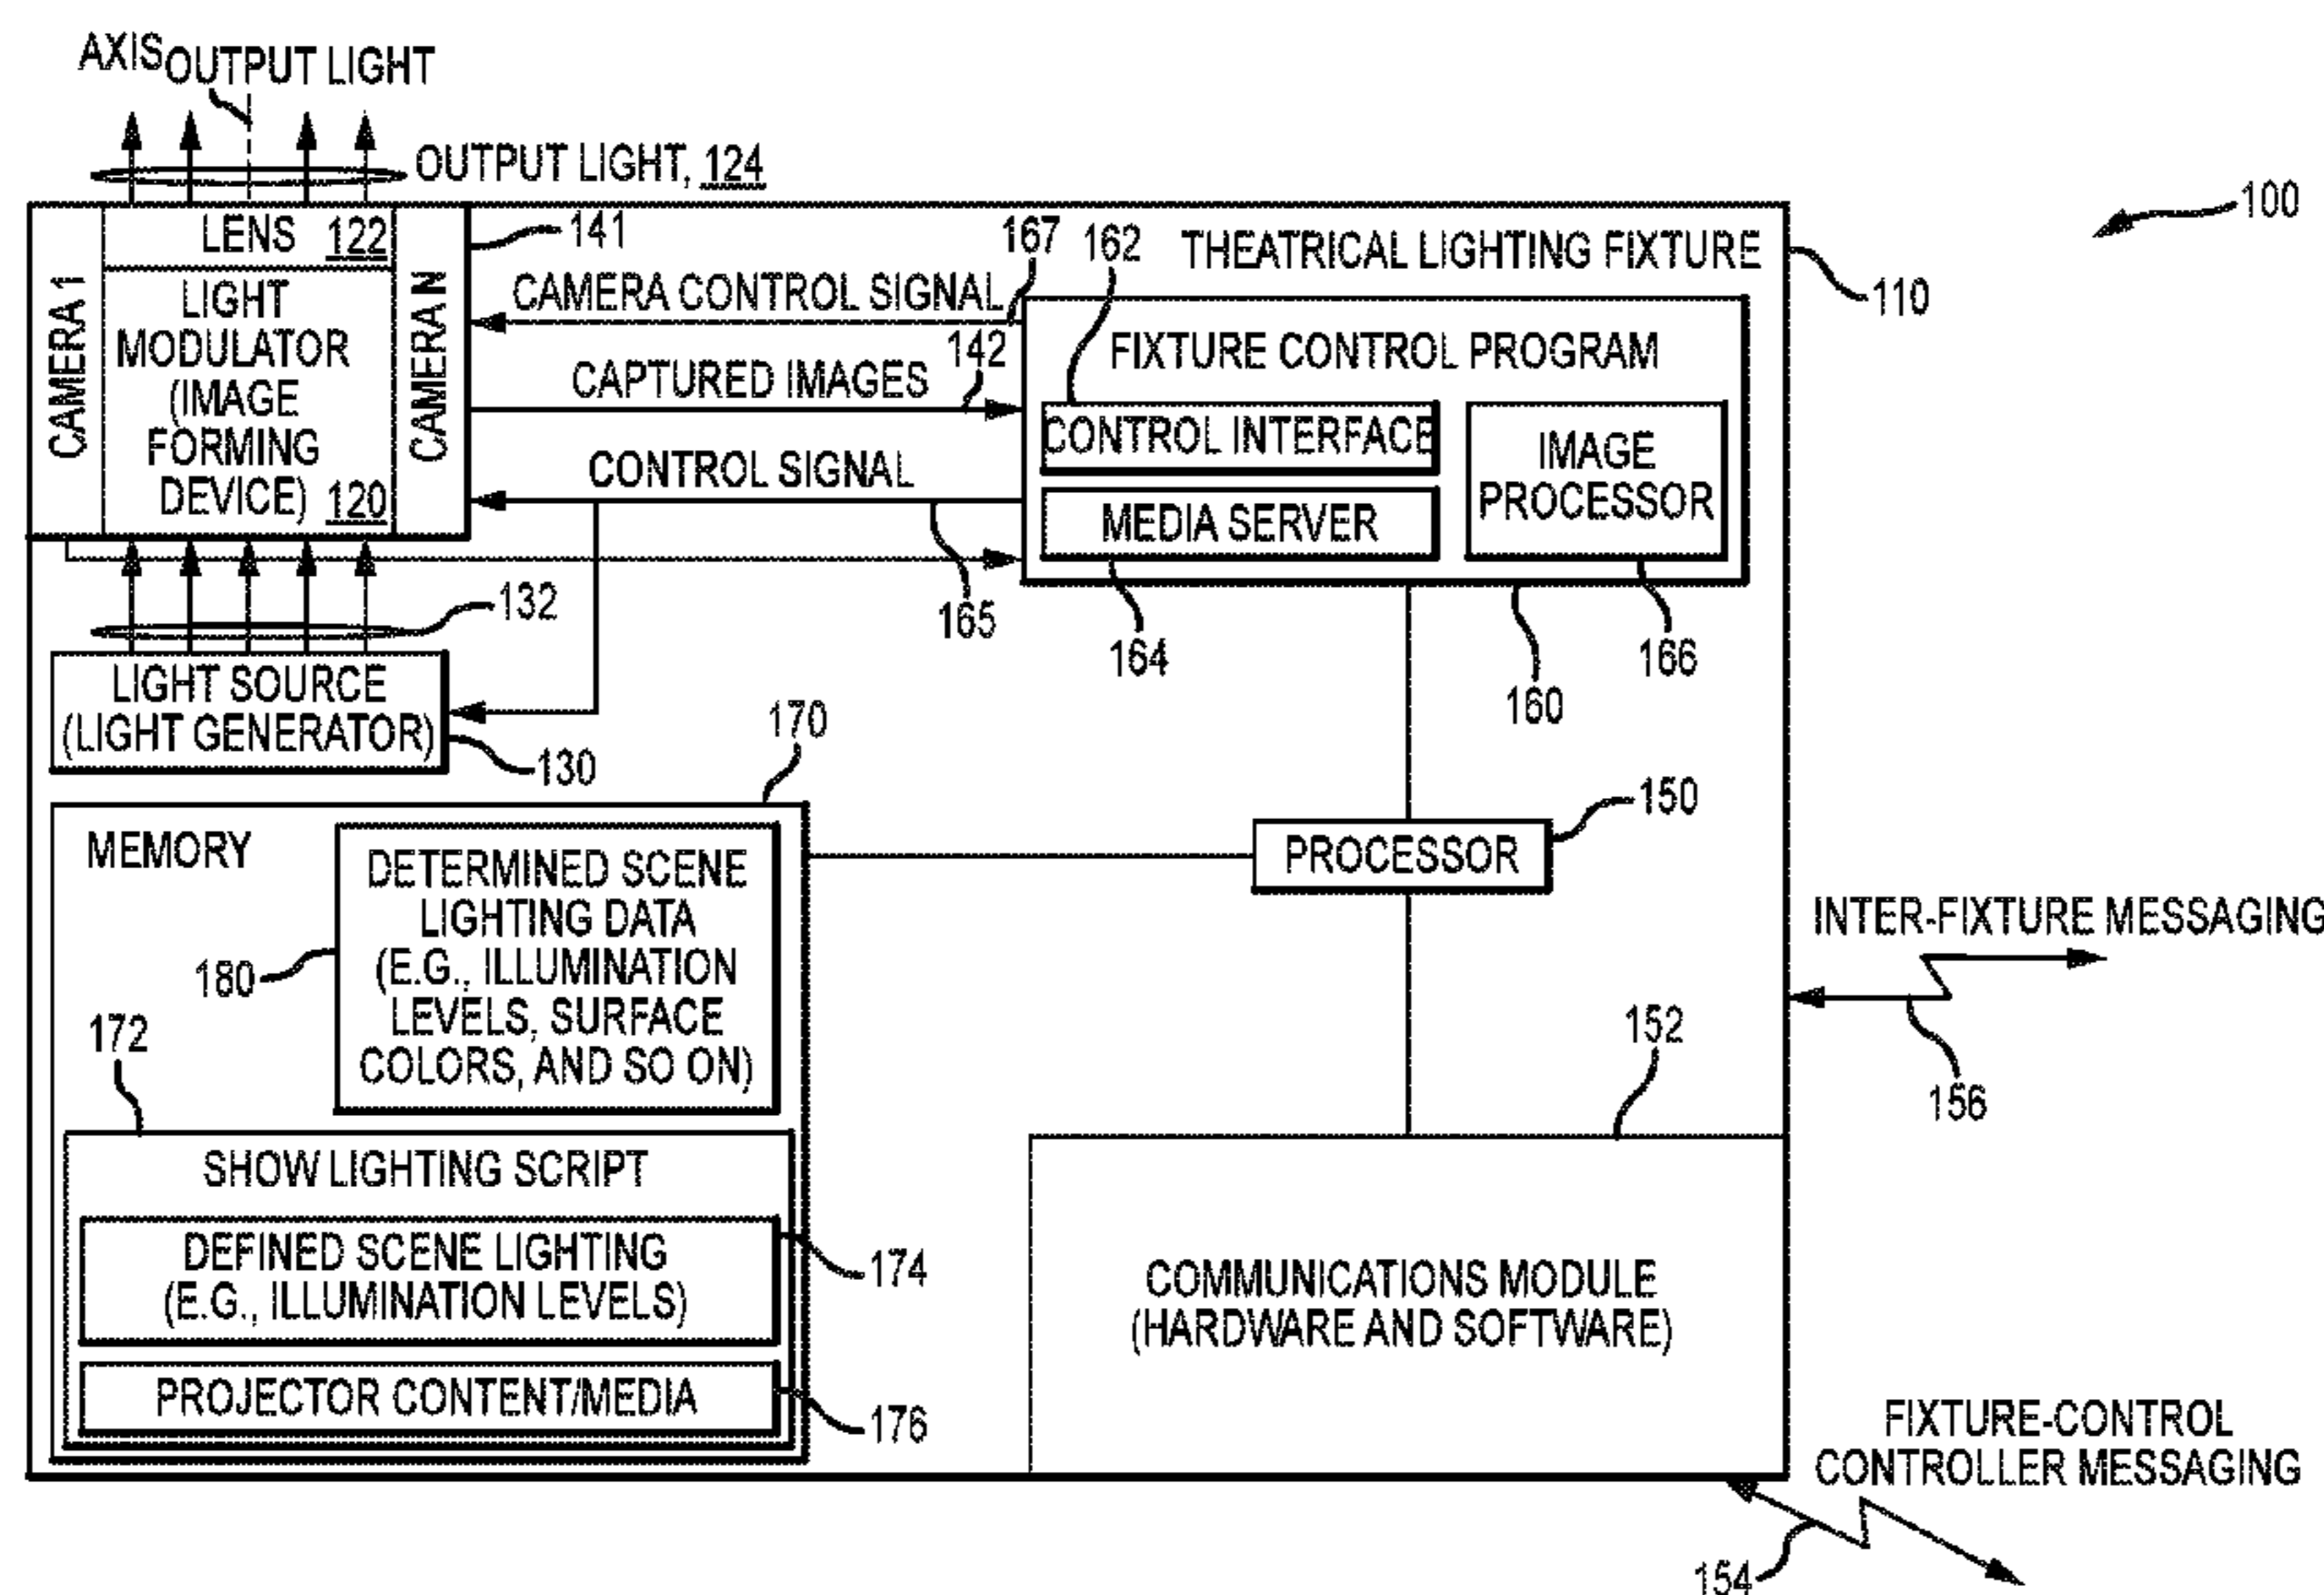 AXIS OUTPUT LIGHT
OUTPUT LIGHT, 124
100
CAMERA 1
LENS 122
LIGHT
MODULATOR
(IMAGE
FORMING
DEVICE) 120
CAMERA N
141
CAMERA CONTROL SIGNAL
167
CAPTURED IMAGES
142
CONTROL SIGNAL
165
162
THEATRICAL LIGHTING FIXTURE
110
FIXTURE CONTROL PROGRAM
CONTROL INTERFACE
MEDIA SERVER
IMAGE
PROCESSOR
164
160
166
132
LIGHT SOURCE
(LIGHT GENERATOR)
130
170
MEMORY
DETERMINED SCENE
LIGHTING DATA
(E.G., ILLUMINATION
LEVELS, SURFACE
COLORS, AND SO ON)
180
172
SHOW LIGHTING SCRIPT
DEFINED SCENE LIGHTING
(E.G., ILLUMINATION LEVELS)
174
PROJECTOR CONTENT/MEDIA
176
PROCESSOR
150
152
COMMUNICATIONS MODULE
(HARDWARE AND SOFTWARE)
INTER-FIXTURE MESSAGING
156
FIXTURE-CONTROL
CONTROLLER MESSAGING
154